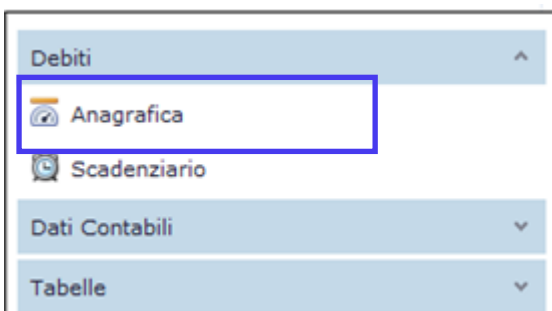 Debiti
Anagrafica
Scadenziario
Dati Contabili
Tabelle